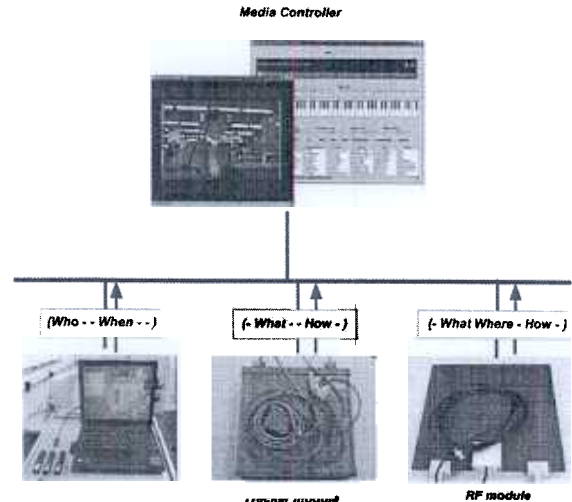 Media Controller
(Who - - When - - )
(- What - - How - )
(- What Where - How - )
RF module